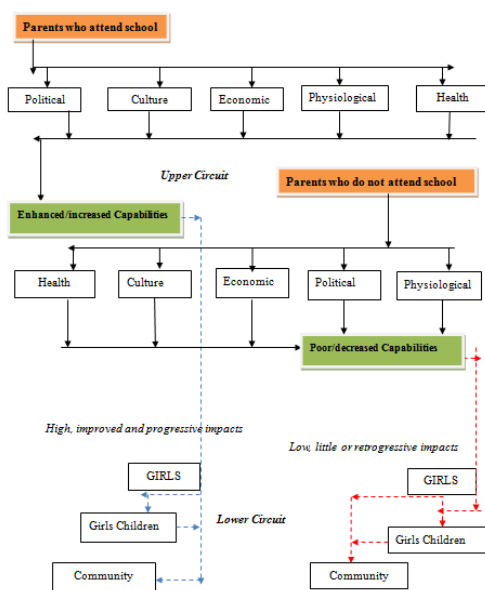 Parents who attend school
Political
Culture
Economic
Physiological
Health
Upper Circuit
Parents who do not attend school
Enhanced/increased Capabilities
Health
Culture
Economic
Political
Physiological
Poor/decreased Capabilities
High, improved and progressive impacts
Low, little or retrogressive impacts
GIRLS
GIRLS
Girls Children
Lower Circuit
Girls Children
Community
Community